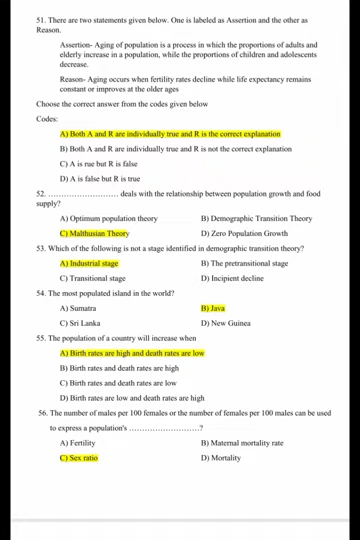 51. There are two statements given below. One is labeled as Assertion and the other as
Reason.
Assertion- Aging of population is a process in which the proportions of adults and
elderly increase in a population, while the proportions of children and adolescents
decrease.
Reason- Aging occurs when fertility rates decline while life expectancy remains
constant or improves at the older ages
Choose the correct answer from the codes given below
Codes:
A) Both A and R are individually true and R is the correct explanation
B) Both A and R are individually true and R is not the correct explanation
C) A is rue but R is false
D) A is false but R is true
52. ……………………… deals with the relationship between population growth and food
supply?
A) Optimum population theory B) Demographic Transition Theory
C) Malthusian Theory D) Zero Population Growth
53. Which of the following is not a stage identified in demographic transition theory?
A) Industrial stage B) The pretransitional stage
C) Transitional stage D) Incipient decline
54. The most populated island in the world?
A) Sumatra B) Java
C) Sri Lanka D) New Guinea
55. The population of a country will increase when
A) Birth rates are high and death rates are low
B) Birth rates and death rates are high
C) Birth rates and death rates are low
D) Birth rates are low and death rates are high
56. The number of males per 100 females or the number of females per 100 males can be used
to express a population's ………………………?
A) Fertility B) Maternal mortality rate
C) Sex ratio D) Mortality